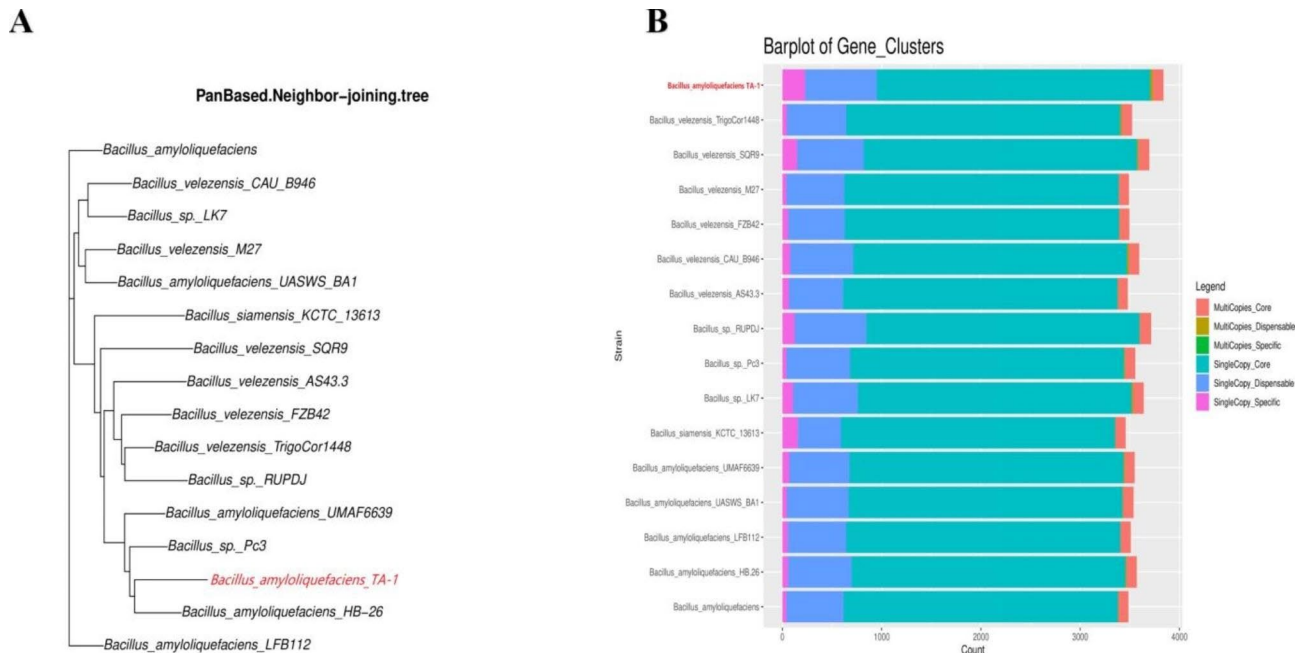 A
PanBased.Neighbor-joining.tree
Bacillus_amyloliquefaciens
Bacillus_velezensis_CAU_B946
Bacillus_sp._LK7
Bacillus_velezensis_M27
Bacillus_amyloliquefaciens_UASWS_BA1
Bacillus_siamensis_KCTC_13613
Bacillus_velezensis_SQR9
Bacillus_velezensis_AS43.3
Bacillus_velezensis_FZB42
Bacillus_velezensis_TrigoCor1448
Bacillus_sp._RUPDJ
Bacillus_amyloliquefaciens_UMAF6639
Bacillus_sp._Pc3
Bacillus_amyloliquefaciens_TA-1
Bacillus_amyloliquefaciens_HB-26
Bacillus_amyloliquefaciens_LFB112
B
Barplot of Gene_Clusters
Strain
Bacillus_amyloliquefaciens TA-1
Bacillus_velezensis_TrigoCor1448
Bacillus_velezensis_SQR9
Bacillus_velezensis_M27
Bacillus_velezensis_FZB42
Bacillus_velezensis_CAU_B946
Bacillus_velezensis_AS43.3
Bacillus_sp._RUPDJ
Bacillus_sp._Pc3
Bacillus_sp._LK7
Bacillus_siamensis_KCTC_13613
Bacillus_amyloliquefaciens_UMAF6639
Bacillus_amyloliquefaciens_UASWS_BA1
Bacillus_amyloliquefaciens_LFB112
Bacillus_amyloliquefaciens_HB.26
Bacillus_amyloliquefaciens
0 1000 2000 3000 4000
Count
Legend
MultiCopies_Core
MultiCopies_Dispensable
MultiCopies_Specific
SingleCopy_Core
SingleCopy_Dispensable
SingleCopy_Specific